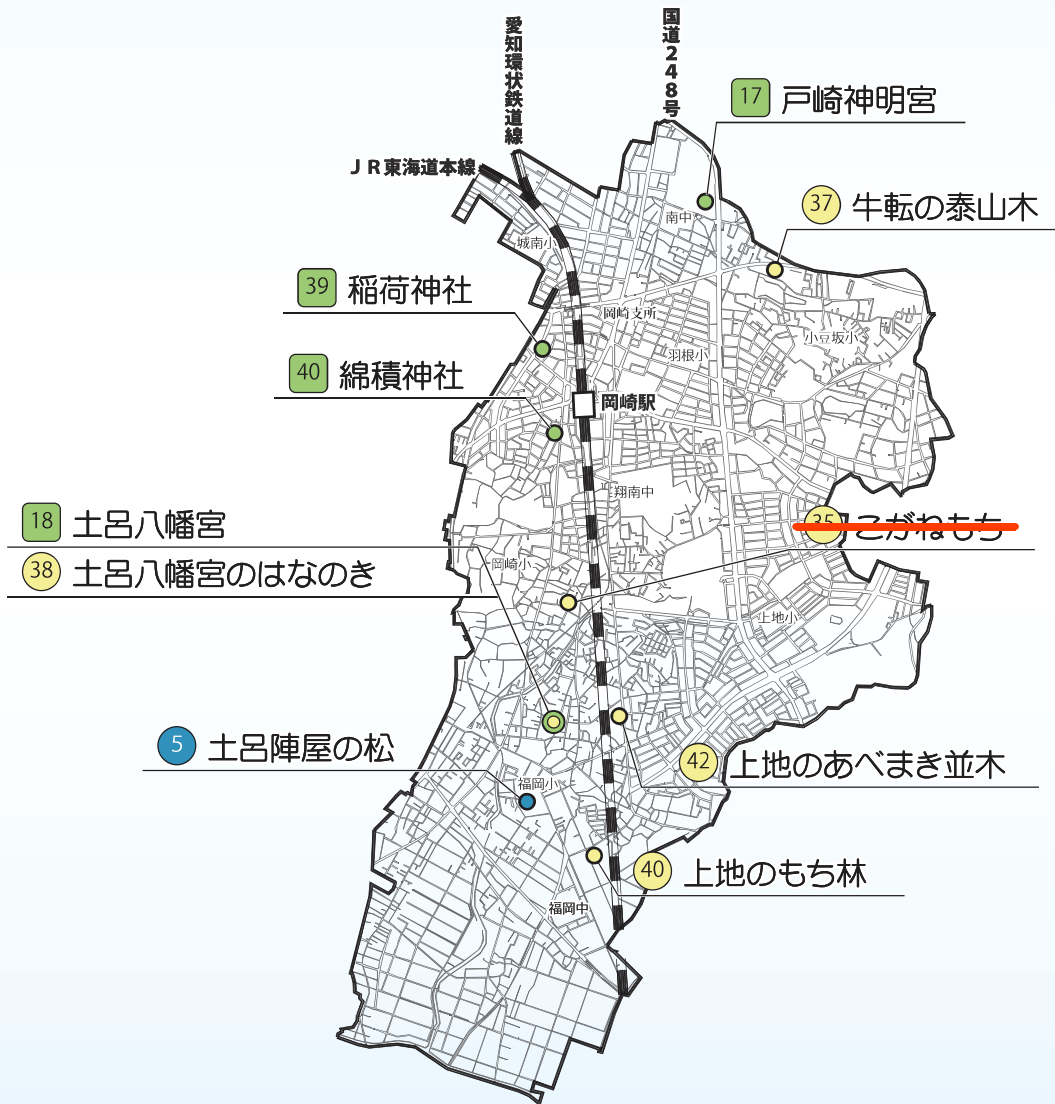 愛知環状鉄道線
国道248号
17 戸崎神明宮
JR東海道本線
37 牛転の泰山木
南中
城南小
39 稲荷神社
岡崎支所
小豆坂小
羽根小
40 綿積神社
岡崎駅
翔南中
18 土呂八幡宮
35 こがねもち
岡崎小
38 土呂八幡宮のはなのき
上地小
5 土呂陣屋の松
42 上地のあべまき並木
福岡小
40 上地のもち林
福岡中